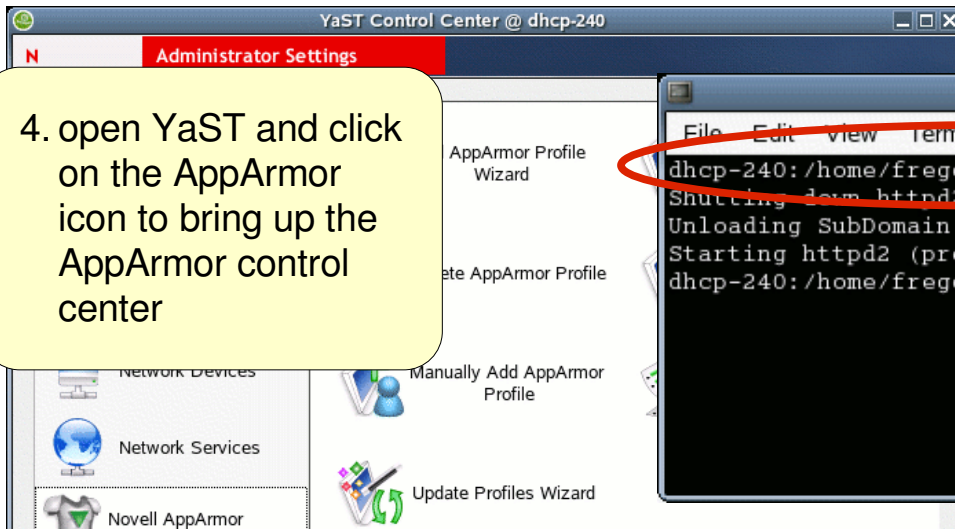 YaST Control Center @ dhcp-240
N
Administrator Settings
4. open YaST and click
on the AppArmor
icon to bring up the
AppArmor control
center
AppArmor Profile
Wizard
AppArmor Profile
Manually Add AppArmor
Profile
Update Profiles Wizard
Network Devices
Network Services
Novell AppArmor
File Edit View
dhcp-240:/home/freg
Shutting down httpd2
Unloading SubDomain
Starting httpd2 (pr
dhcp-240:/home/freg